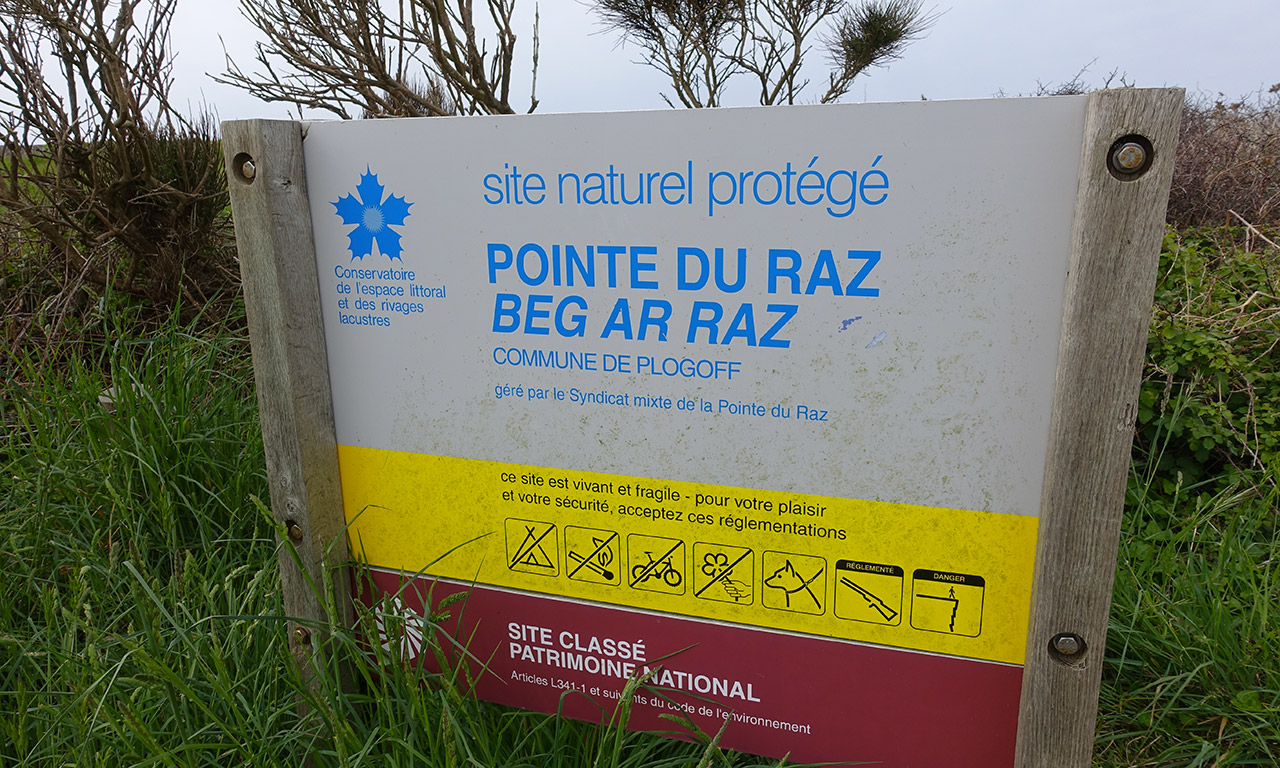 site naturel protégé
POINTE DU RAZ
BEG AR RAZ
COMMUNE DE PLOGOFF
géré par le Syndicat mixte de la Pointe du Raz
Conservatoire
de l'espace littoral
et des rivages
lacustres
ce site est vivant et fragile - pour votre plaisir
et votre sécurité, acceptez ces réglementations
RÉGLEMENTÉ
DANGER
SITE CLASSÉ
PATRIMOINE NATIONAL
Articles L341-1 et suivants du code de l'environnement